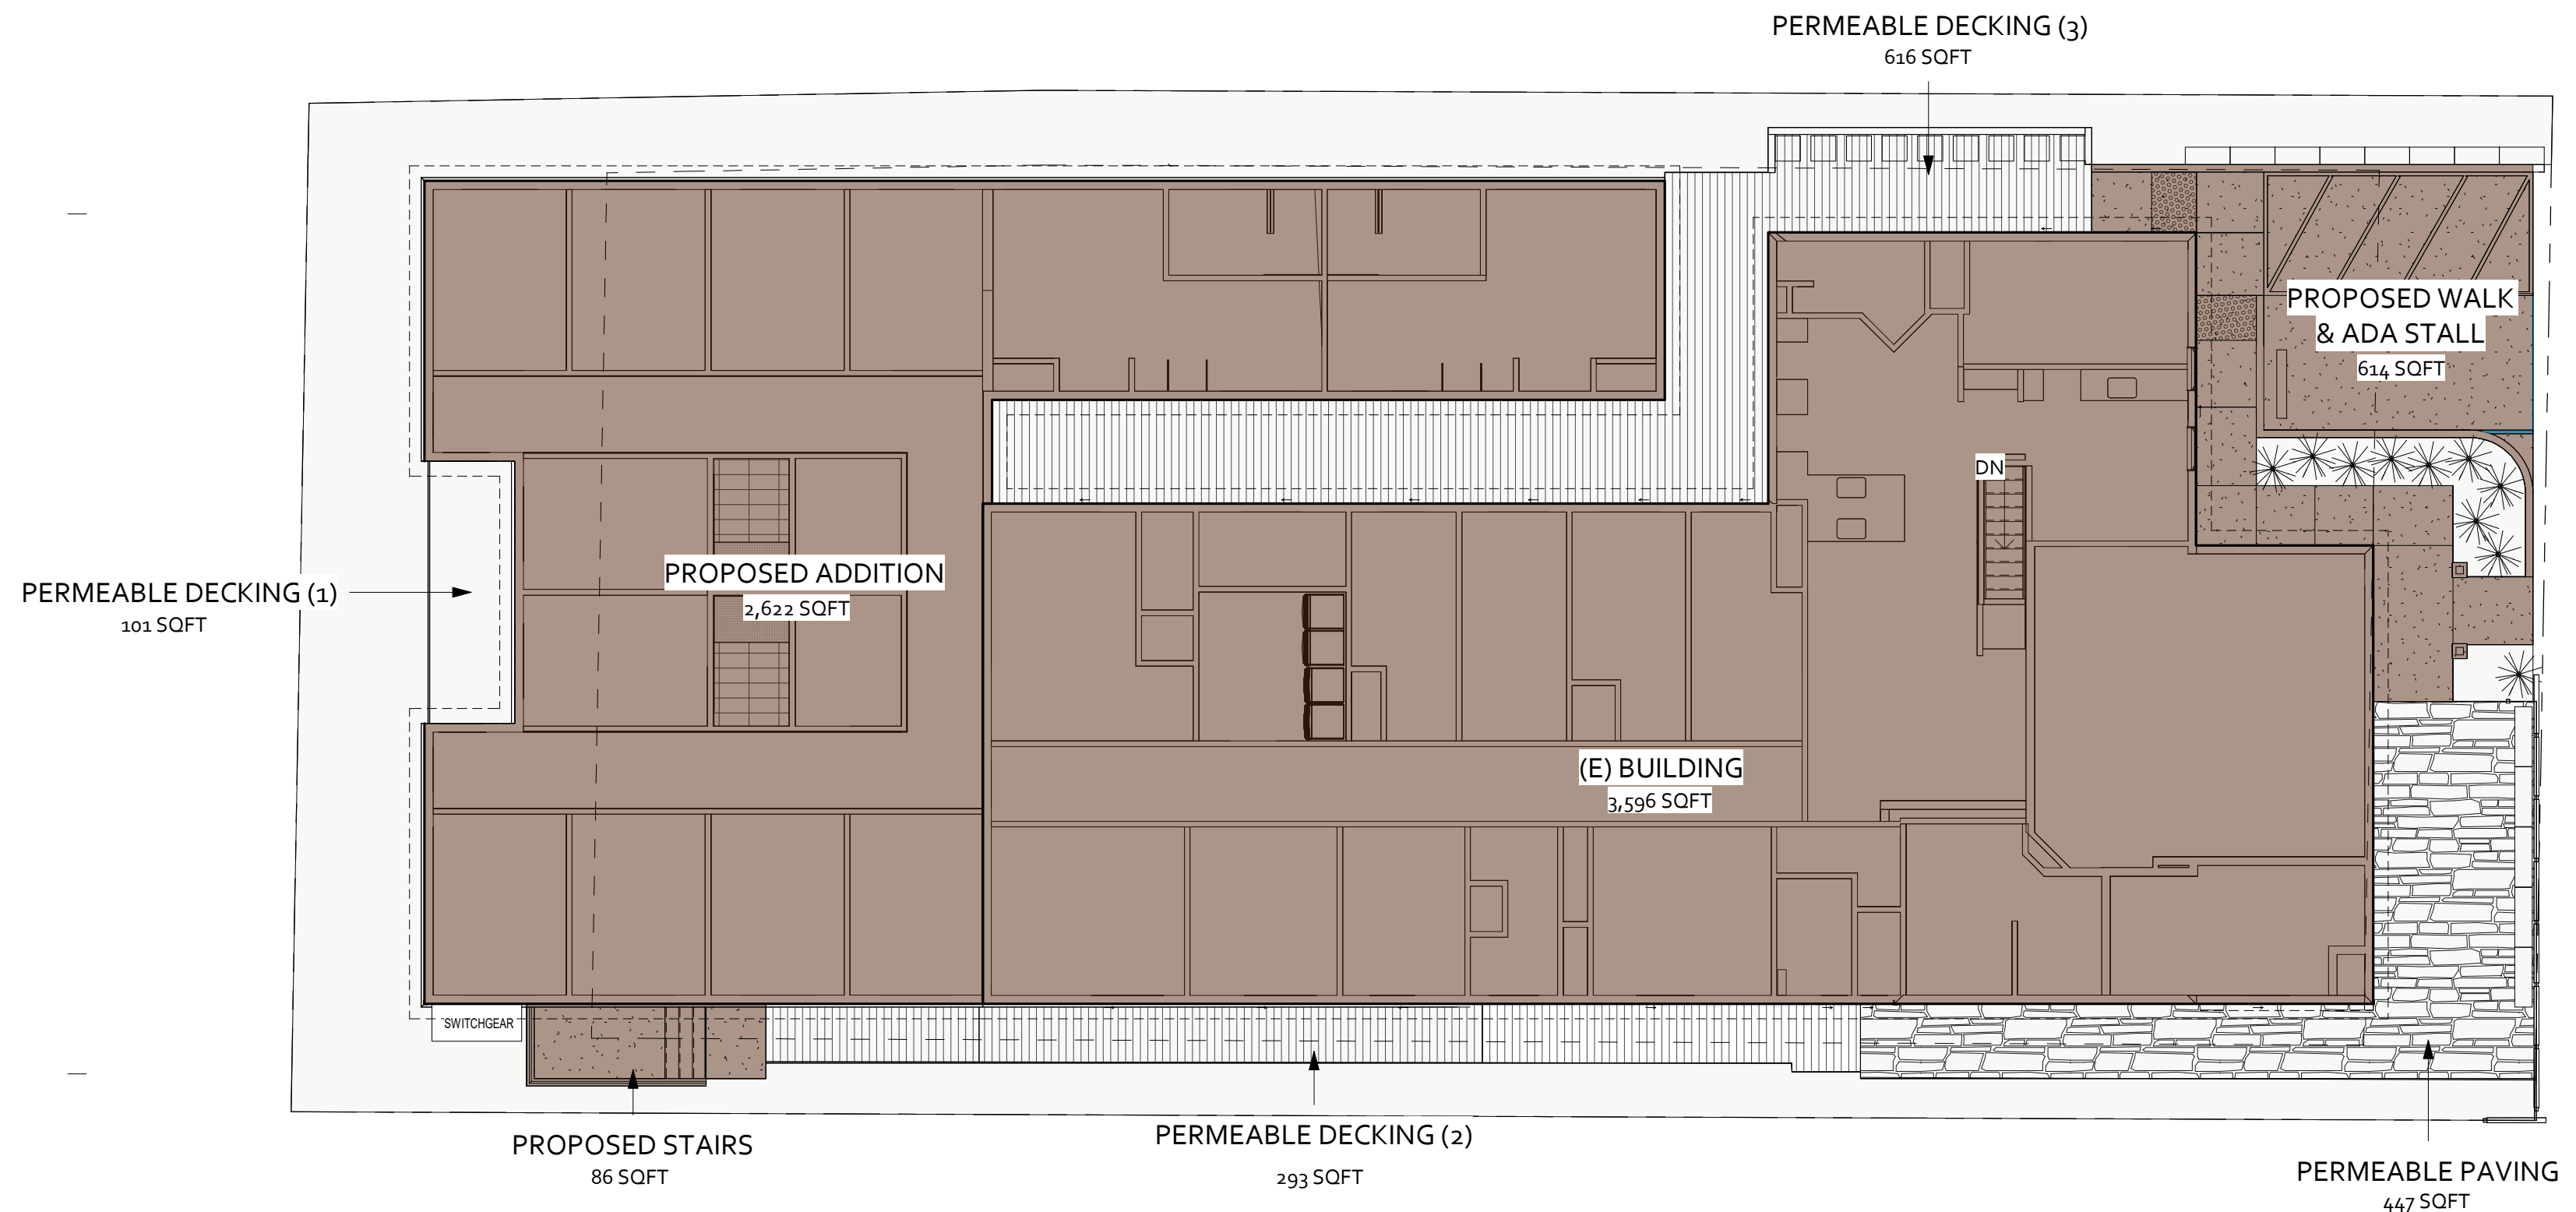 PERMEABLE DECKING (3)
616 SQFT
PROPOSED WALK
& ADA STALL
614 SQFT
DN
PROPOSED ADDITION
2,622 SQFT
PERMEABLE DECKING (1)
101 SQFT
(E) BUILDING
3,596 SQFT
SWITCHGEAR
PROPOSED STAIRS
86 SQFT
PERMEABLE DECKING (2)
293 SQFT
PERMEABLE PAVING
447 SQFT